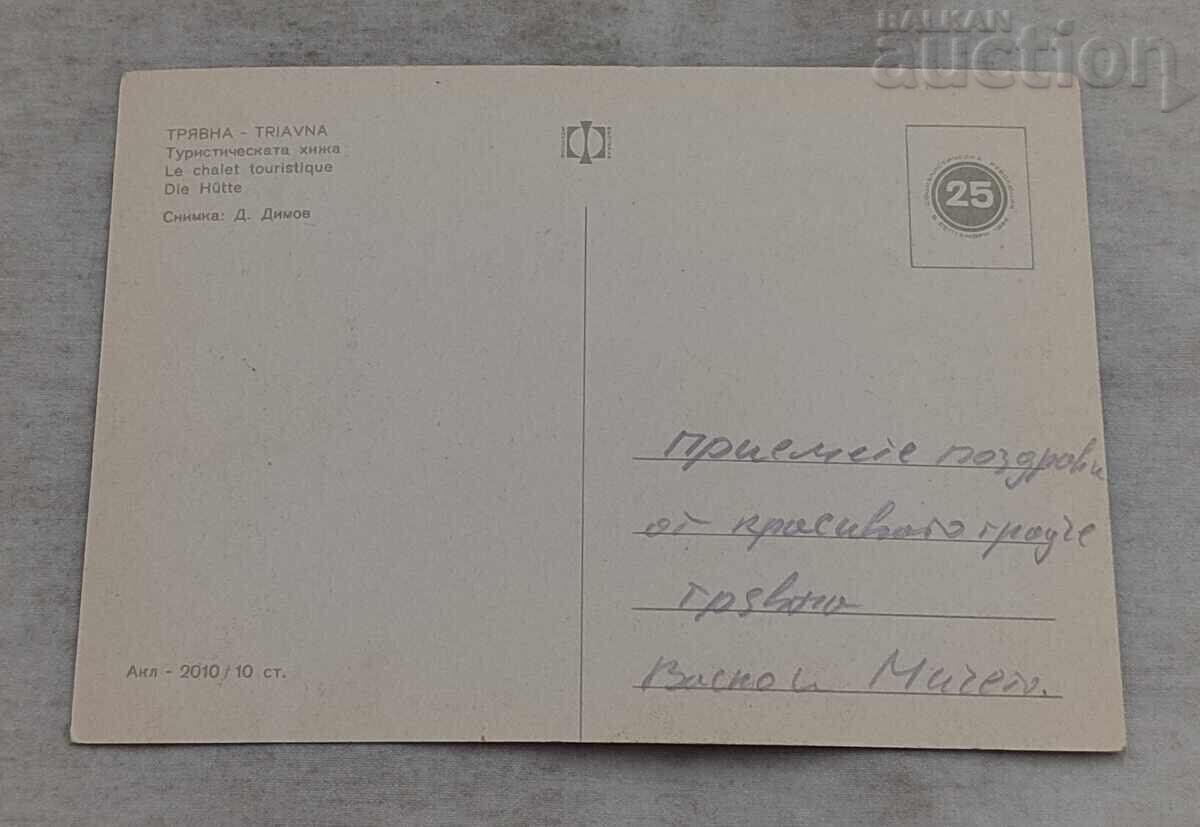 BALKAN
auction
ТРЯВНА - TRIAVNA
Туристическата хижа
Le chalet touristique
Die Hütte
Снимка: Д. Димов
25
Приемете поздрови
от красивото градче
Трявна
Васко и Мичето.
Акл - 2010/10 ст.